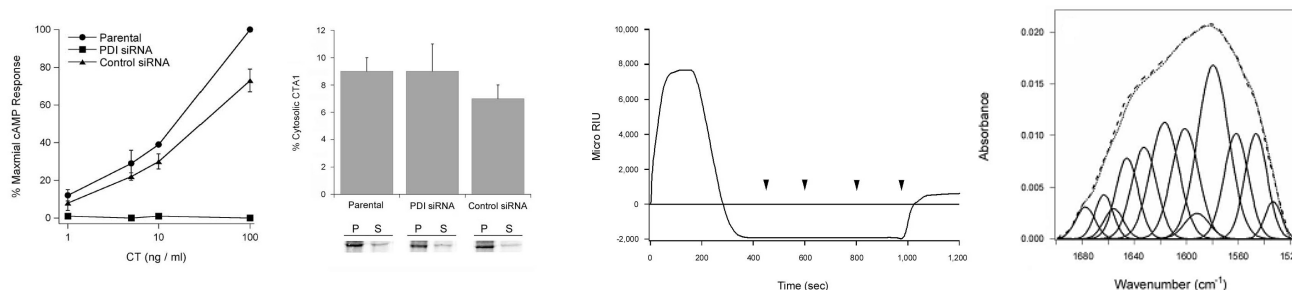 100
80
60
40
20
0
% Maxmial cAMP Response
Parental
PDI siRNA
Control siRNA
1
10
100
CT (ng / ml)
12
10
8
6
4
2
0
% Cytosolic CTA1
Parental
PDI siRNA
Control siRNA
P S
P S
P S
10,000
8,000
6,000
4,000
2,000
0
-2,000
Micro RIU
0
200
400
600
800
1,000
1,200
Time (sec)
0.020
0.015
0.010
0.005
0.000
Absorbance
1680
1640
1600
1560
Wavenumber (cm-1